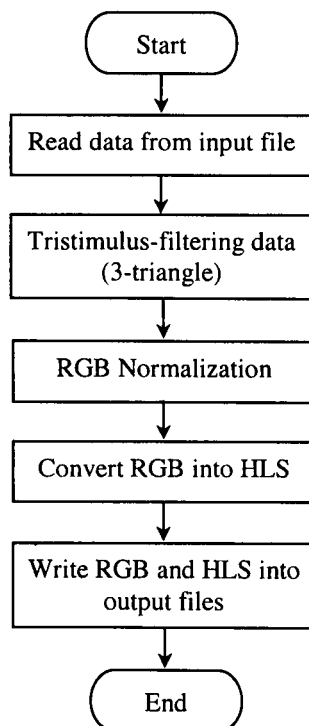 Start
Read data from input file
Tristimulus-filtering data
(3-triangle)
RGB Normalization
Convert RGB into HLS
Write RGB and HLS into
output files
End